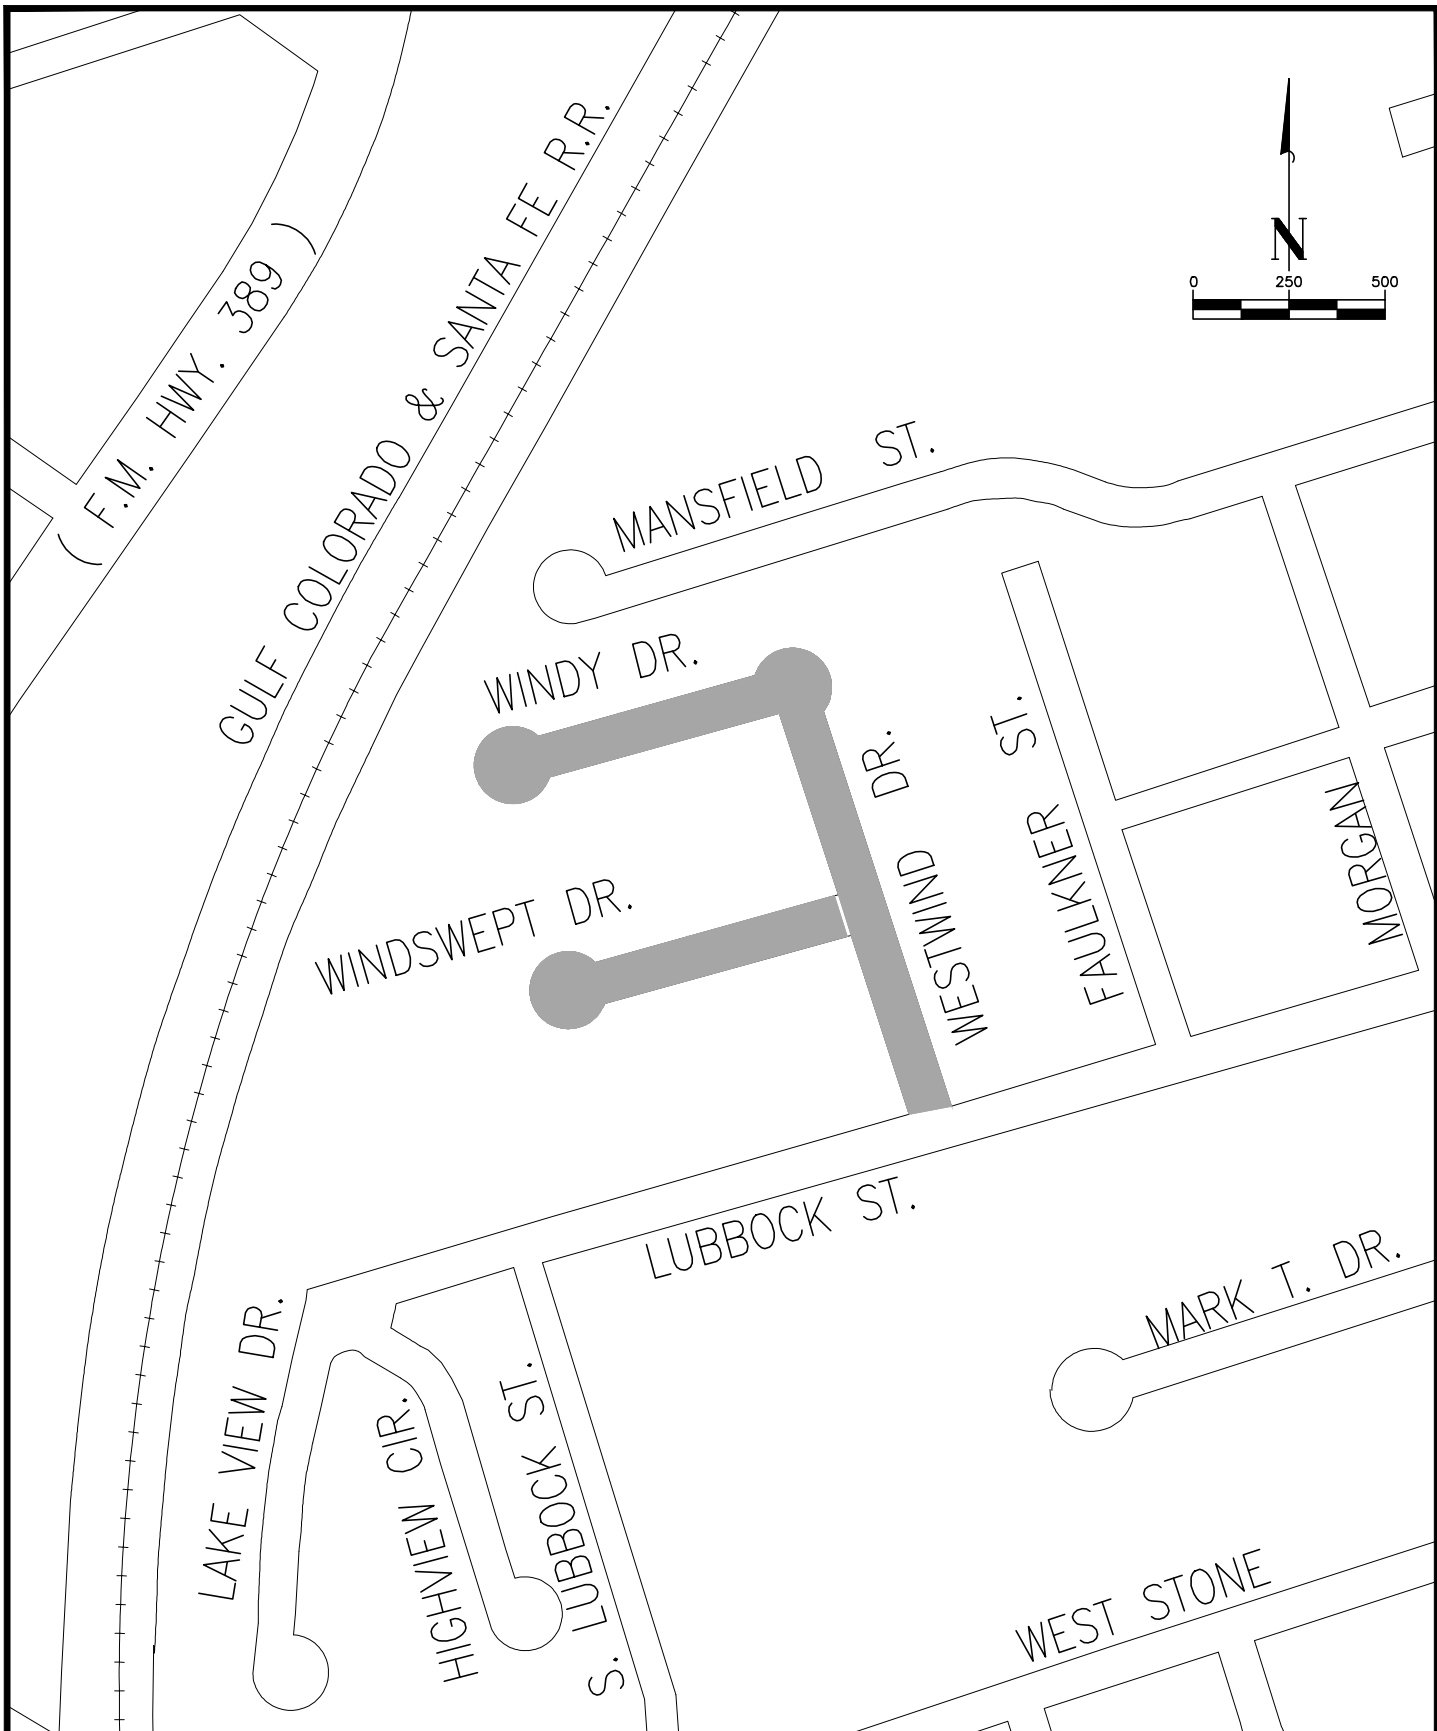 GULF COLORADO & SANTA FE R.R.
( F.M. HWY. 389 )
N
0 250 500
MANSFIELD ST.
WINDY DR.
WESTWIND DR.
FAULKNER ST.
MORGAN
WINDSWEPT DR.
LUBBOCK ST.
MARK T. DR.
LAKE VIEW DR.
HIGHVIEW CIR.
S. LUBBOCK ST.
WEST STONE